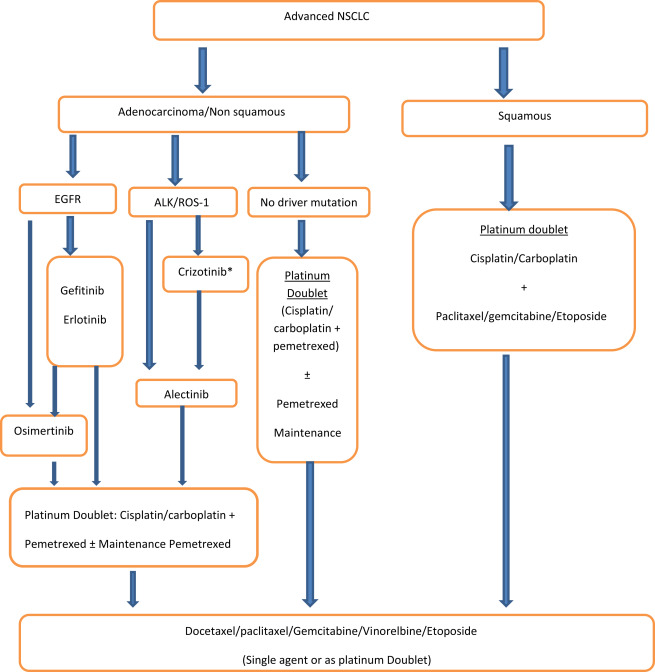 Advanced NSCLC
Adenocarcinoma/Non squamous
Squamous
EGFR
ALK/ROS-1
No driver mutation
Platinum doublet
Cisplatin/Carboplatin
+
Paclitaxel/gemcitabine/Etoposide
Gefitinib
Erlotinib
Crizotinib*
Platinum
Doublet
(Cisplatin/
carboplatin +
pemetrexed)
±
Pemetrexed
Maintenance
Alectinib
Osimertinib
Platinum Doublet: Cisplatin/carboplatin +
Pemetrexed ± Maintenance Pemetrexed
Docetaxel/paclitaxel/Gemcitabine/Vinorelbine/Etoposide
(Single agent or as platinum Doublet)